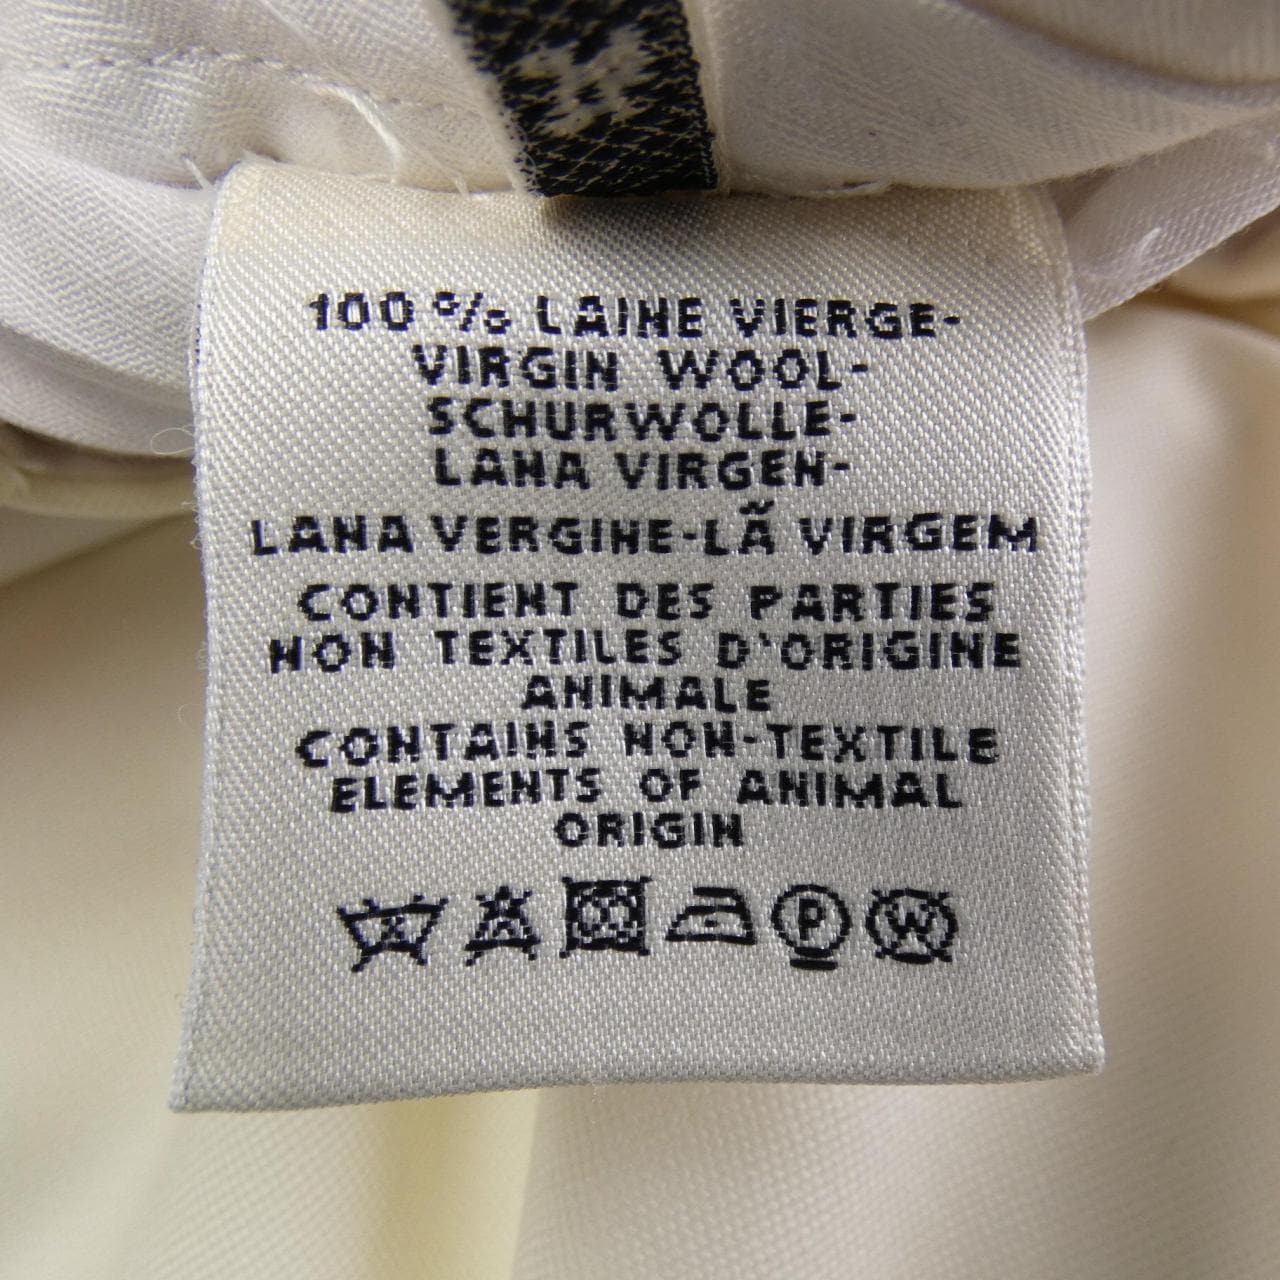 100 % LAINE VIERGE-
VIRGIN WOOL-
SCHURWOLLE-
LANA VIRGEN-
LANA VERGINE-LÃ VIRGEM
CONTIENT DES PARTIES
NON TEXTILES D'ORIGINE
ANIMALE
CONTAINS NON-TEXTILE
ELEMENTS OF ANIMAL
ORIGIN
P W